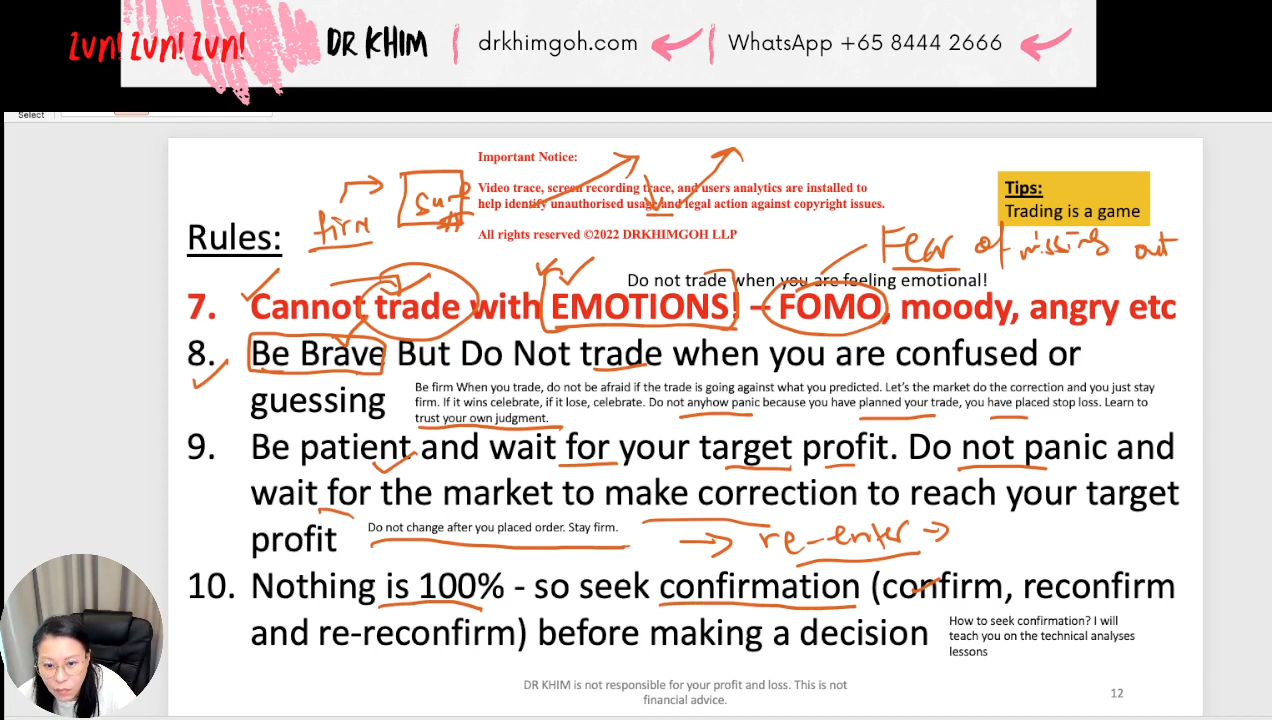 Zun! Zun! Zun! DR KHIM drkhimgoh.com WhatsApp +65 8444 2666
Select
Important Notice:
Video trace, screen recording trace, and users analytics are installed to
help identify unauthorised usage and legal action against copyright issues.
All rights reserved ©2022 DRKHIMGOH LLP
Tips:
Trading is a game
firm
Rules:
Fear of missing out
Do not trade when you are feeling emotional!
7. Cannot trade with EMOTIONS! – FOMO, moody, angry etc
8. Be Brave But Do Not trade when you are confused or
guessing
Be firm When you trade, do not be afraid if the trade is going against what you predicted. Let's the market do the correction and you just stay
firm. If it wins celebrate, if it lose, celebrate. Do not anyhow panic because you have planned your trade, you have placed stop loss. Learn to
trust your own judgment.
9. Be patient and wait for your target profit. Do not panic and
wait for the market to make correction to reach your target
profit
Do not change after you placed order. Stay firm.
re-enter
10. Nothing is 100% - so seek confirmation (confirm, reconfirm
and re-reconfirm) before making a decision
How to seek confirmation? I will
teach you on the technical analyses
lessons
DR KHIM is not responsible for your profit and loss. This is not
financial advice.
12